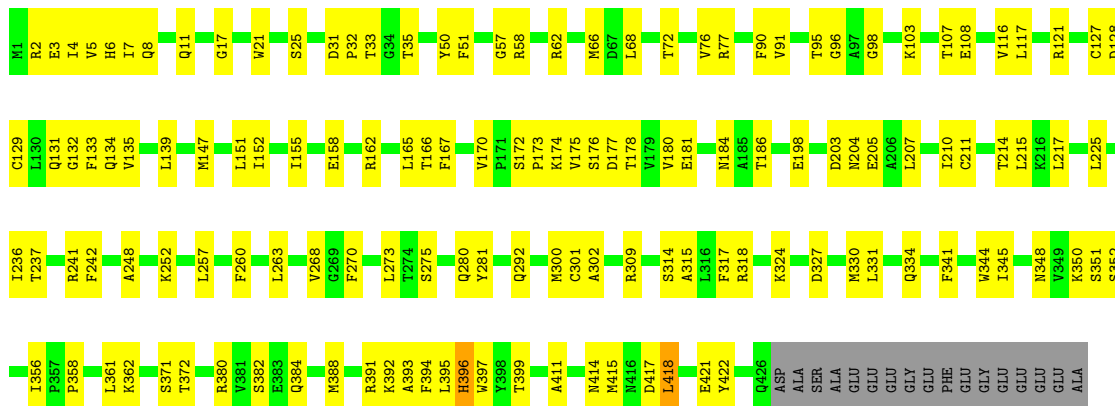 M1 R2 E3 I4 V5 H6 I7 Q8 Q11 G17 W21 S25 D31 P32 T33 G34 T35 Y50 F51 G57 R58 R62 M66 D67 L68 T72 V76 R77 F90 V91 T95 G96 A97 G98 K103 T107 E108 V116 L117 R121 C127
C129 L130 Q131 G132 F133 Q134 V135 L139 M147 L151 I152 I155 E158 R162 L165 T166 F167 V170 P171 S172 P173 K174 V175 S176 D177 T178 V179 V180 E181 N184 A185 T186 E198 D203 N204 E205 A206 L207 I210 C211 T214 L215 K216 L217 L225
I236 T237 R241 F242 A248 K252 L257 F260 L263 V268 G269 F270 L273 T274 S275 Q280 Y281 Q292 M300 C301 A302 R309 S314 A315 L316 F317 R318 K324 D327 M330 L331 Q334 F341 W344 I345 N348 V349 K350 S351
I356 P357 P358 L361 K362 S371 T372 R380 V381 S382 E383 Q384 M388 R391 K392 A393 F394 L395 H396 W397 Y398 T399 A411 N414 M415 N416 D417 L418 E421 Y422 Q426 ASP ALA SER ALA GLU GLU GLU GLY GLU PHE GLU GLY GLU GLU GLU GLU ALA